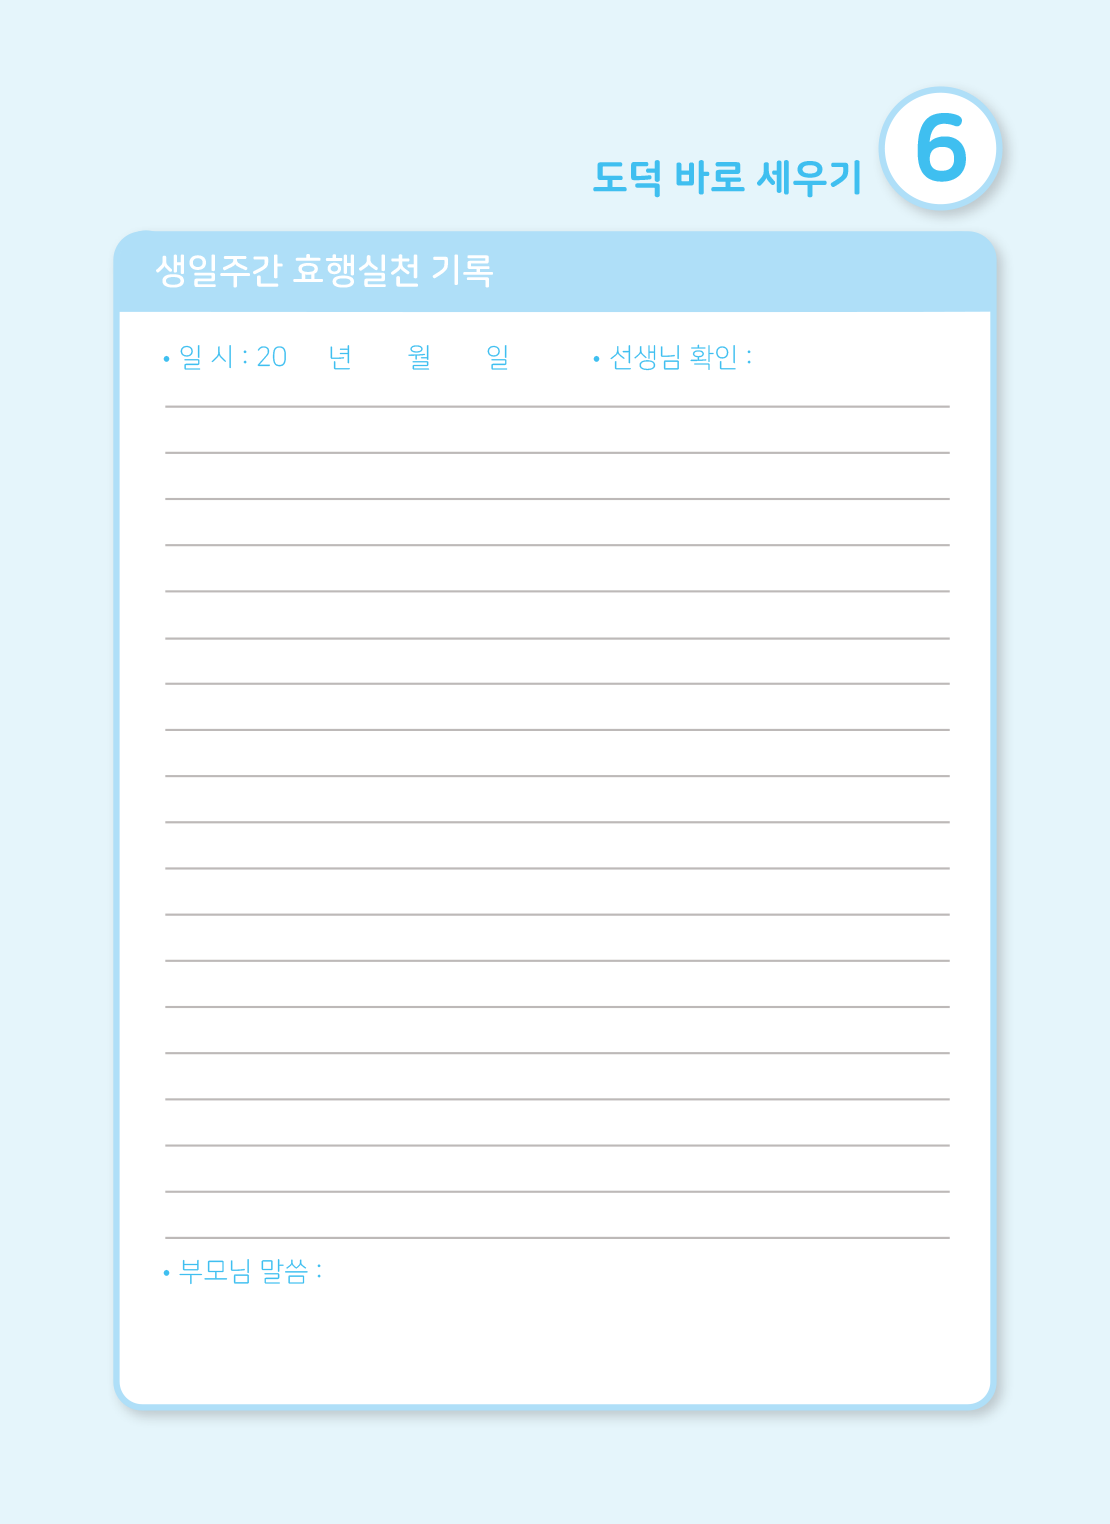 도덕 바로 세우기 6
생일주간 효행실천 기록
• 일 시 : 20 년 월 일 • 선생님 확인 :
• 부모님 말씀 :